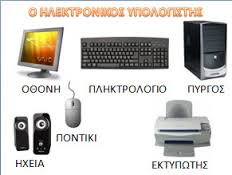 Ο ΗΛΕΚΤΡΟΝΙΚΟΣ ΥΠΟΛΟΓΙΣΤΗΣ
ΟΘΟΝΗ
ΠΛΗΚΤΡΟΛΟΓΙΟ
ΠΥΡΓΟΣ
ΠΟΝΤΙΚΙ
ΗΧΕΙΑ
ΕΚΤΥΠΩΤΗΣ